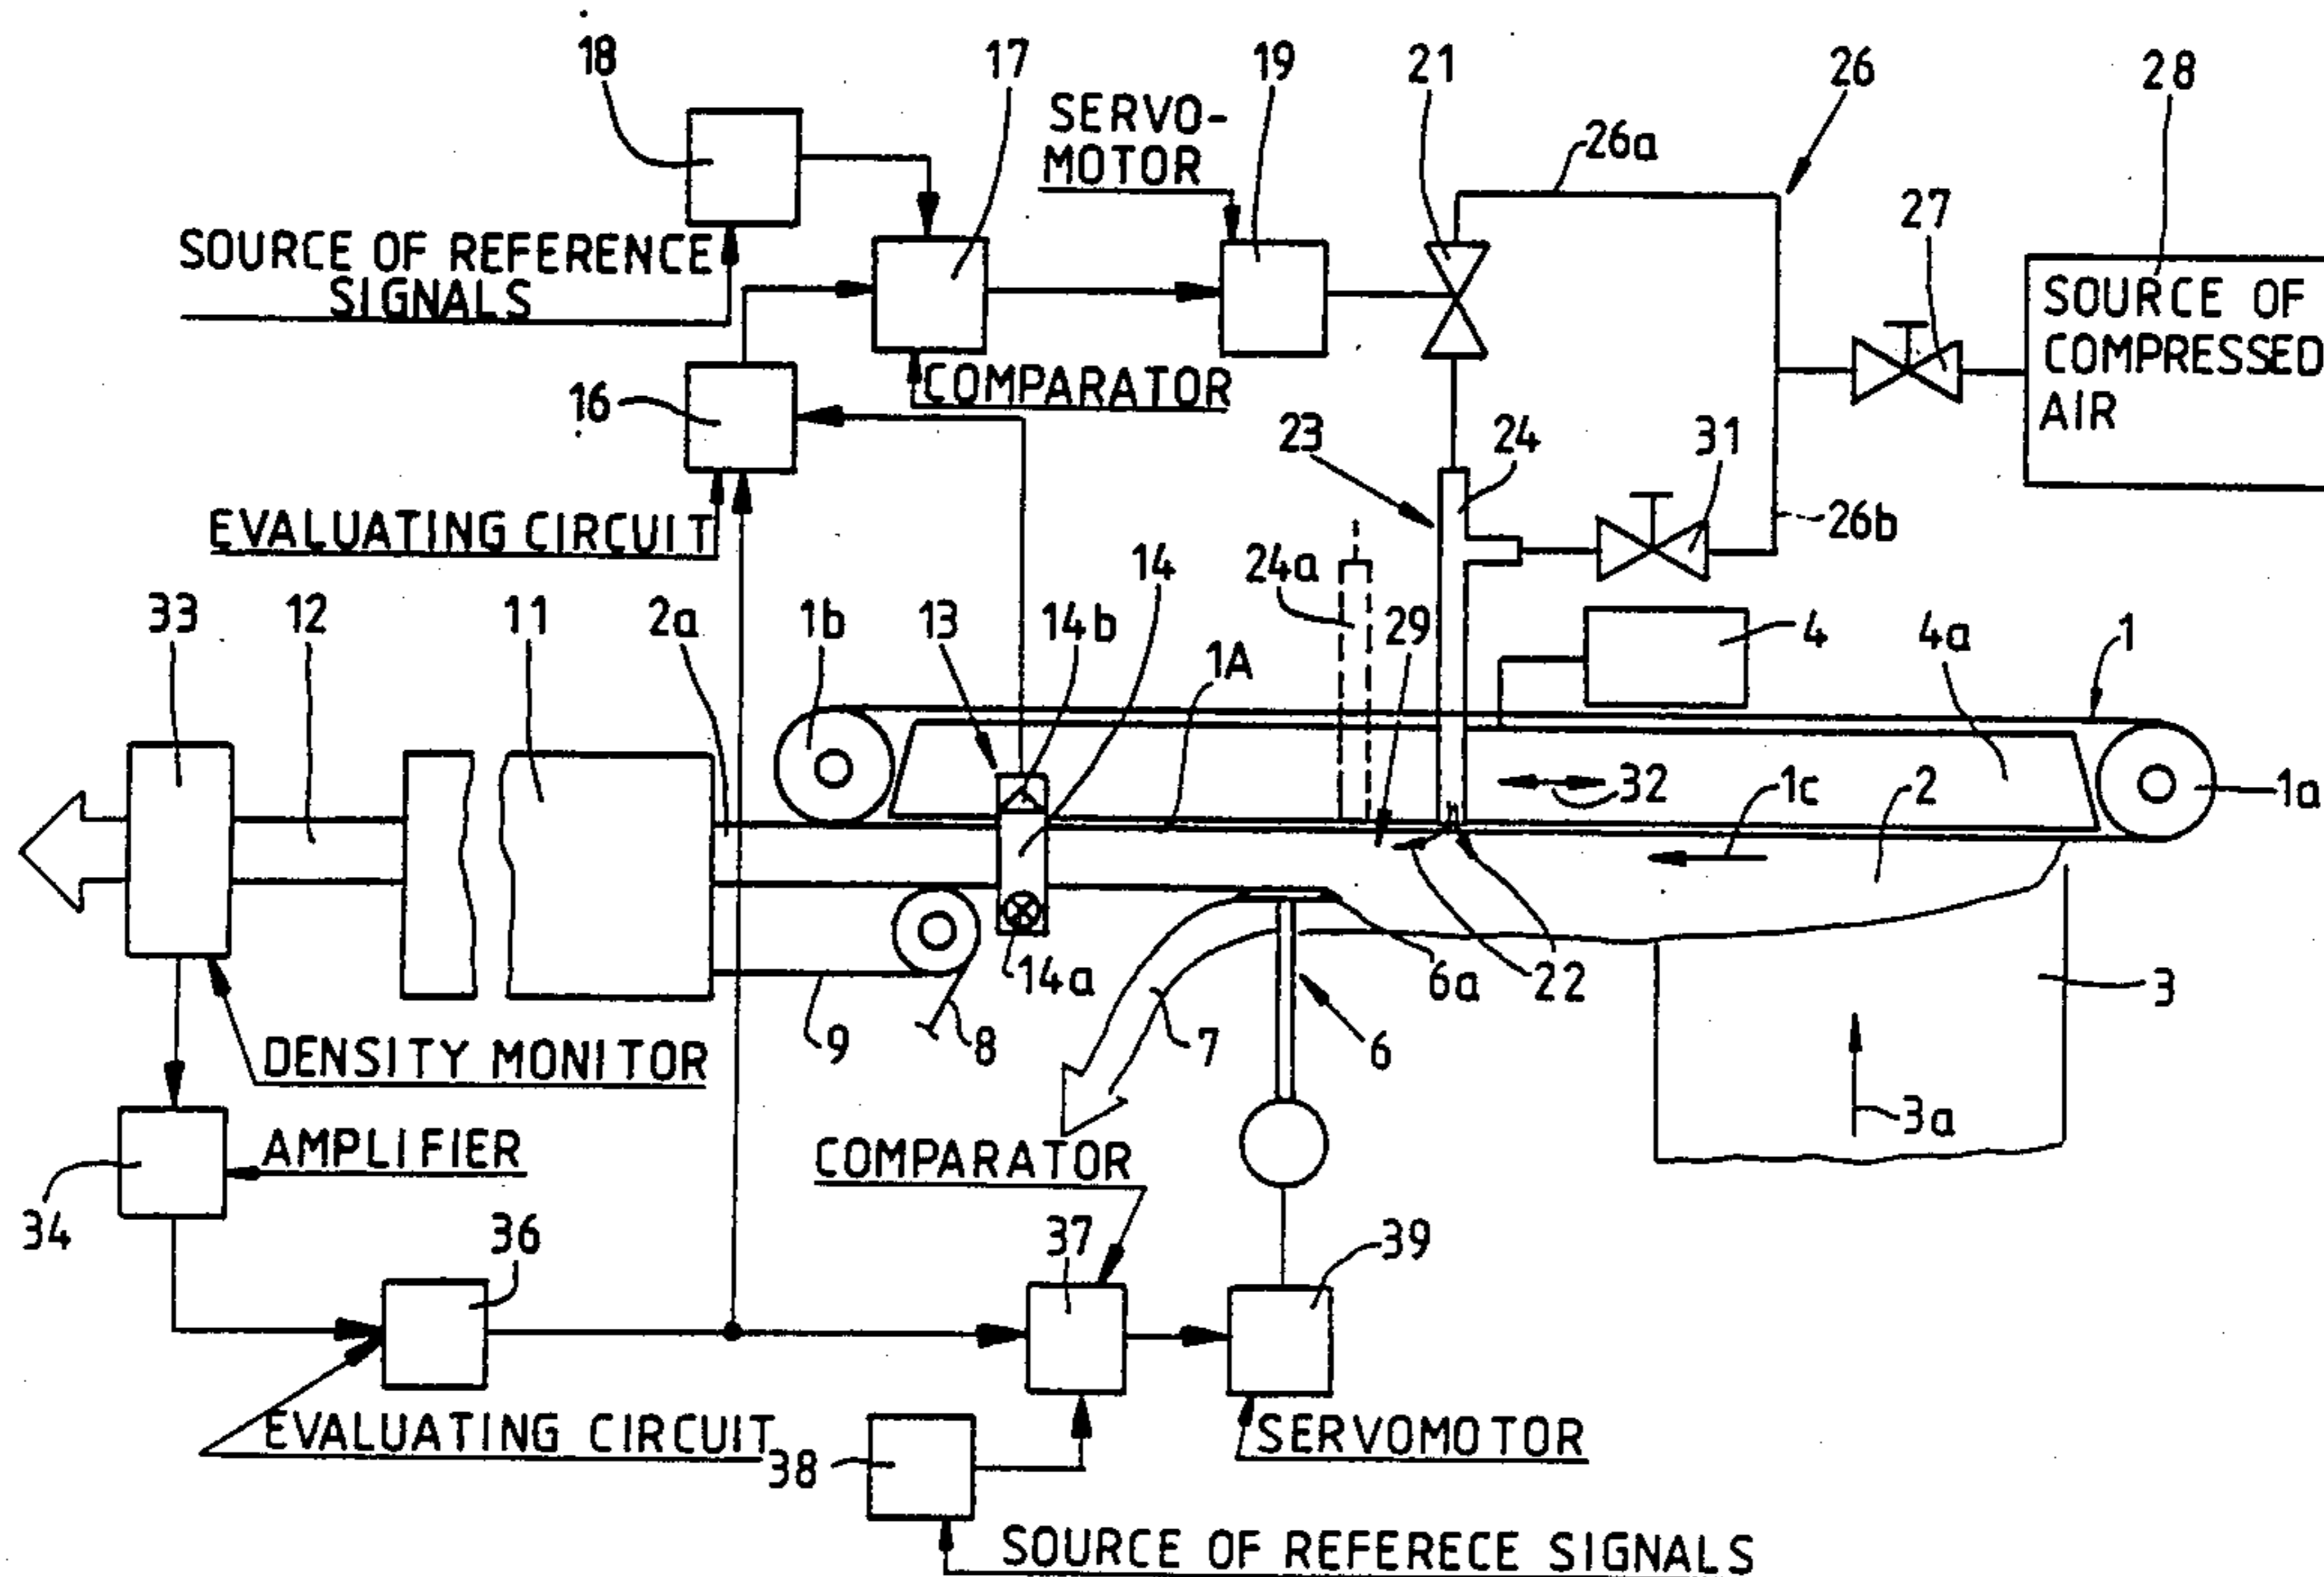 18
17
SERVO-
MOTOR
19
21
26a
26
28
27
SOURCE OF REFERENCE
SIGNALS
SOURCE OF
COMPRESSED
AIR
COMPARATOR
16
23
24
31
26b
EVALUATING CIRCUIT
33
12
11
2a
1b
13
14b
14
24a
29
1A
4
4a
1
32
1c
2
1a
14a
6a
22
3
9
8
7
6
DENSITY MONITOR
3a
AMPLIFIER
COMPARATOR
34
36
37
39
EVALUATING CIRCUIT
38
SERVOMOTOR
SOURCE OF REFERECE SIGNALS